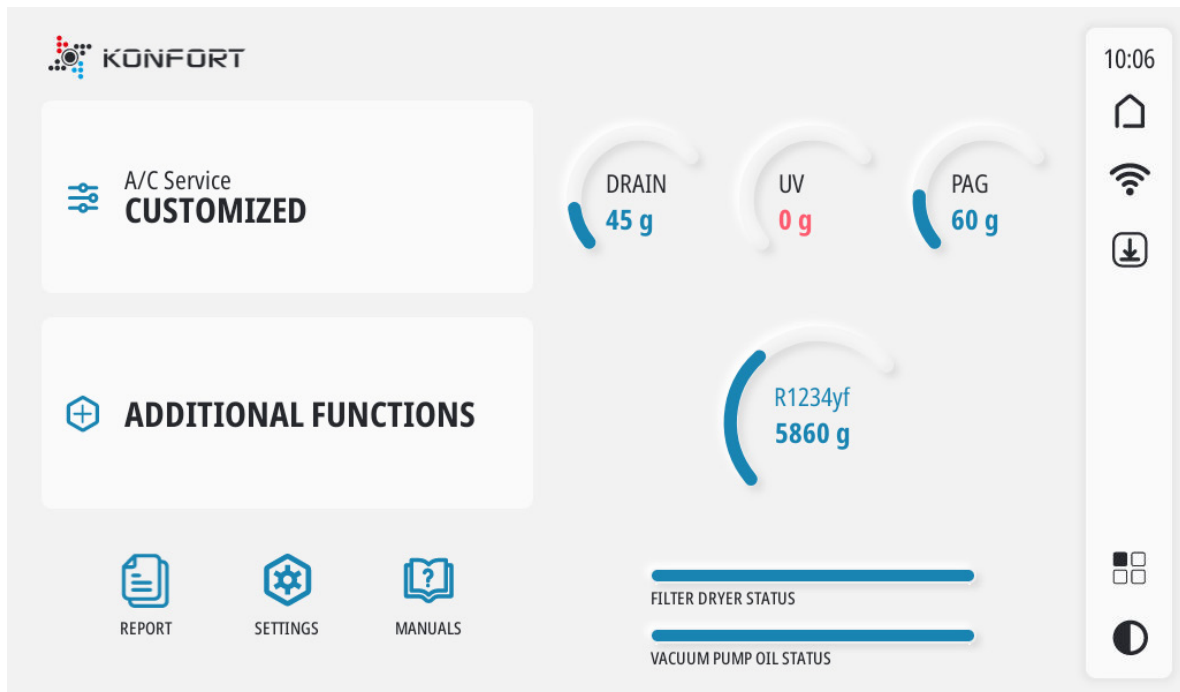 KONFORT
10:06
A/C Service
CUSTOMIZED
DRAIN
45 g
UV
0 g
PAG
60 g
ADDITIONAL FUNCTIONS
R1234yf
5860 g
REPORT
SETTINGS
MANUALS
FILTER DRYER STATUS
VACUUM PUMP OIL STATUS